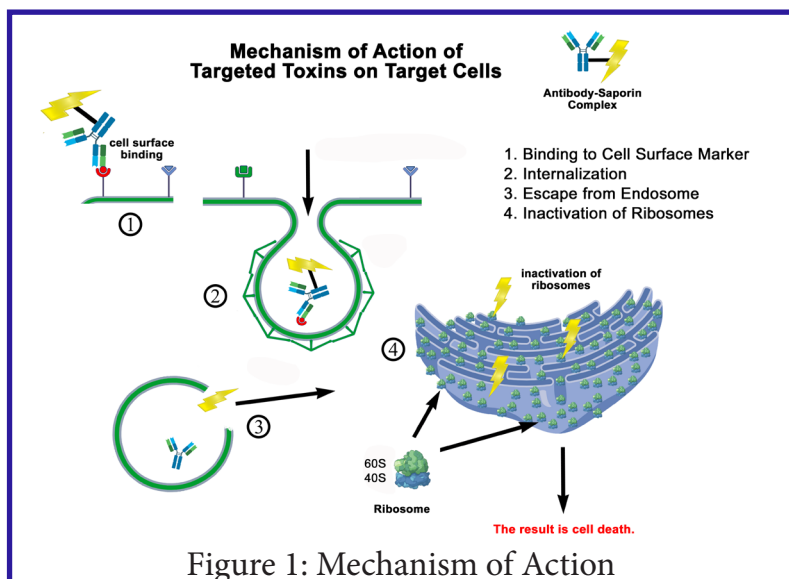 Mechanism of Action of
Targeted Toxins on Target Cells
Antibody-Saporin
Complex
cell surface
binding
1. Binding to Cell Surface Marker
2. Internalization
3. Escape from Endosome
4. Inactivation of Ribosomes
1
2
inactivation of
ribosomes
4
3
60S
40S
Ribosome
The result is cell death.
Figure 1: Mechanism of Action